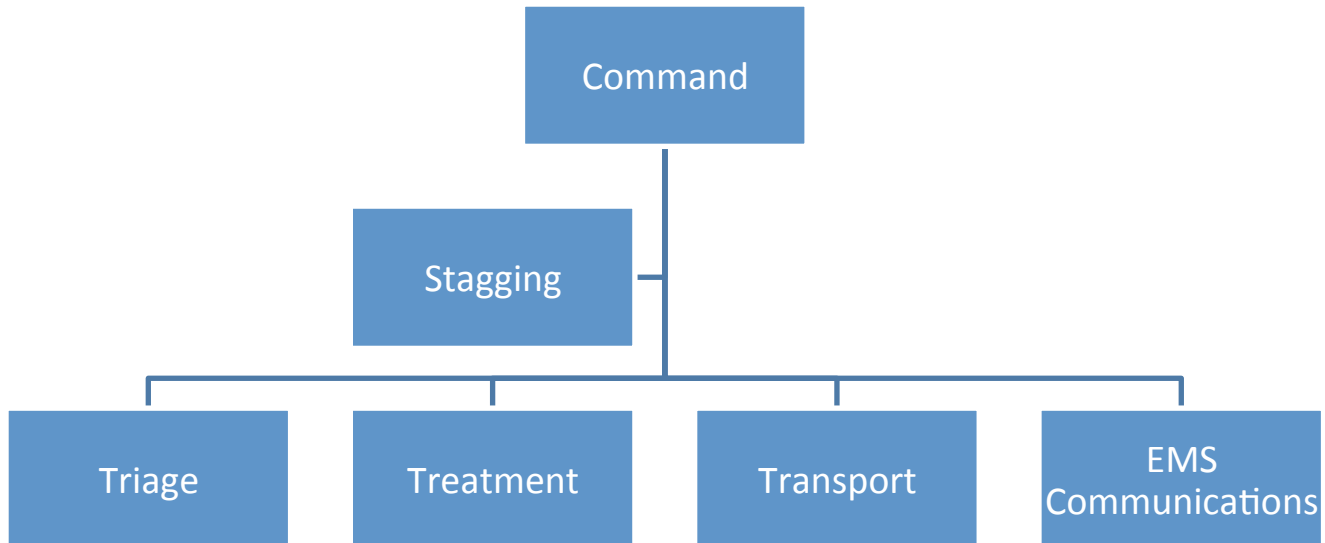 Command
Stagging
Triage
Treatment
Transport
EMS
Communications